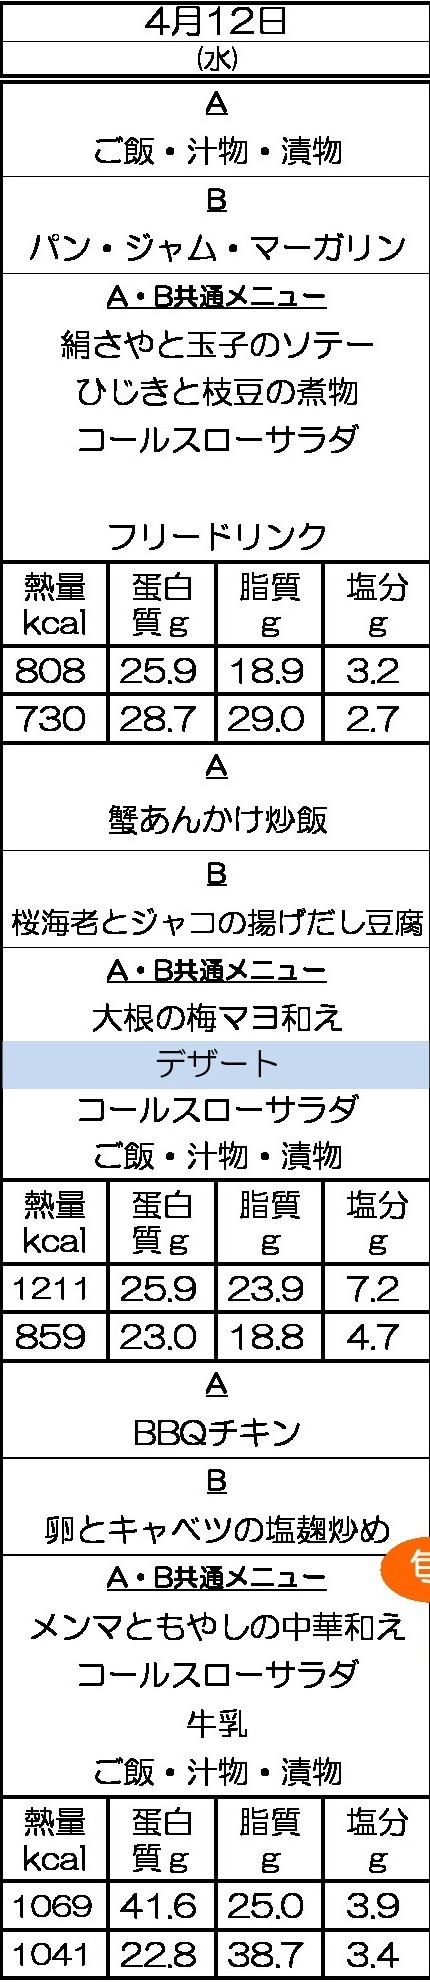 4月12日
(水)
A
ご飯・汁物・漬物
B
パン・ジャム・マーガリン
A・B共通メニュー
絹さやと玉子のソテー
ひじきと枝豆の煮物
コールスローサラダ
フリードリンク
熱量 蛋白 脂質 塩分
kcal 質g g g
808 25.9 18.9 3.2
730 28.7 29.0 2.7
A
蟹あんかけ炒飯
B
桜海老とジャコの揚げだし豆腐
A・B共通メニュー
大根の梅マヨ和え
デザート
コールスローサラダ
ご飯・汁物・漬物
熱量 蛋白 脂質 塩分
kcal 質g g g
1211 25.9 23.9 7.2
859 23.0 18.8 4.7
A
BBQチキン
B
卵とキャベツの塩麹炒め
A・B共通メニュー
メンマともやしの中華和え
コールスローサラダ
牛乳
ご飯・汁物・漬物
熱量 蛋白 脂質 塩分
kcal 質g g g
1069 41.6 25.0 3.9
1041 22.8 38.7 3.4